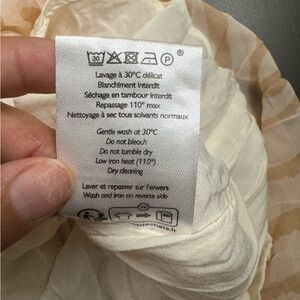 30 P ®
Lavage à 30°C délicat
Blanchiment interdit
Séchage en tambour interdit
Repassage 110° max
Nettoyage à sec tous solvants normaux
Gentle wash at 30°C
Do not bleach
Do not tumble dry
Low iron heat (110°)
Dry cleaning
Laver et repasser sur l'envers
Wash and iron on reverse side
FR